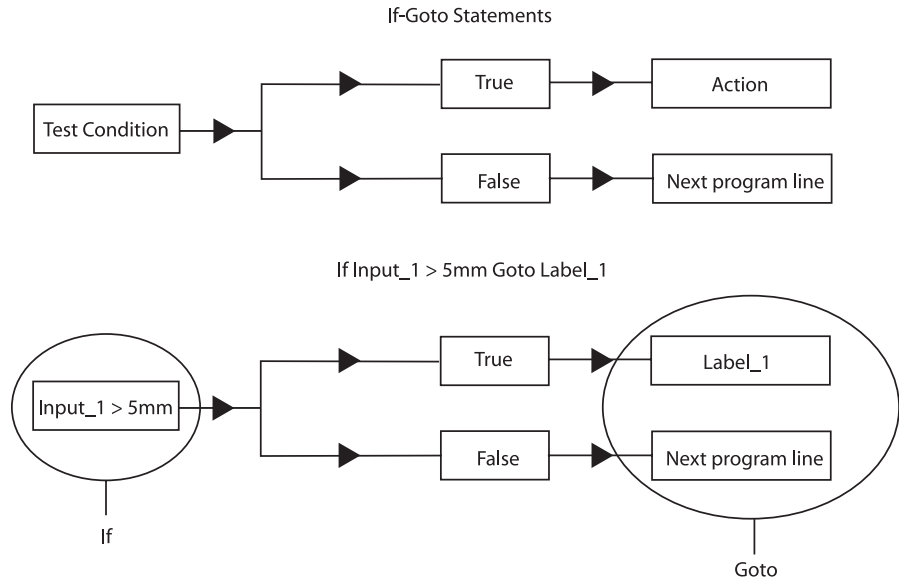 If-Goto Statements
True
Action
Test Condition
False
Next program line
If Input_1 > 5mm Goto Label_1
True
Label_1
Input_1 > 5mm
False
Next program line
If
Goto